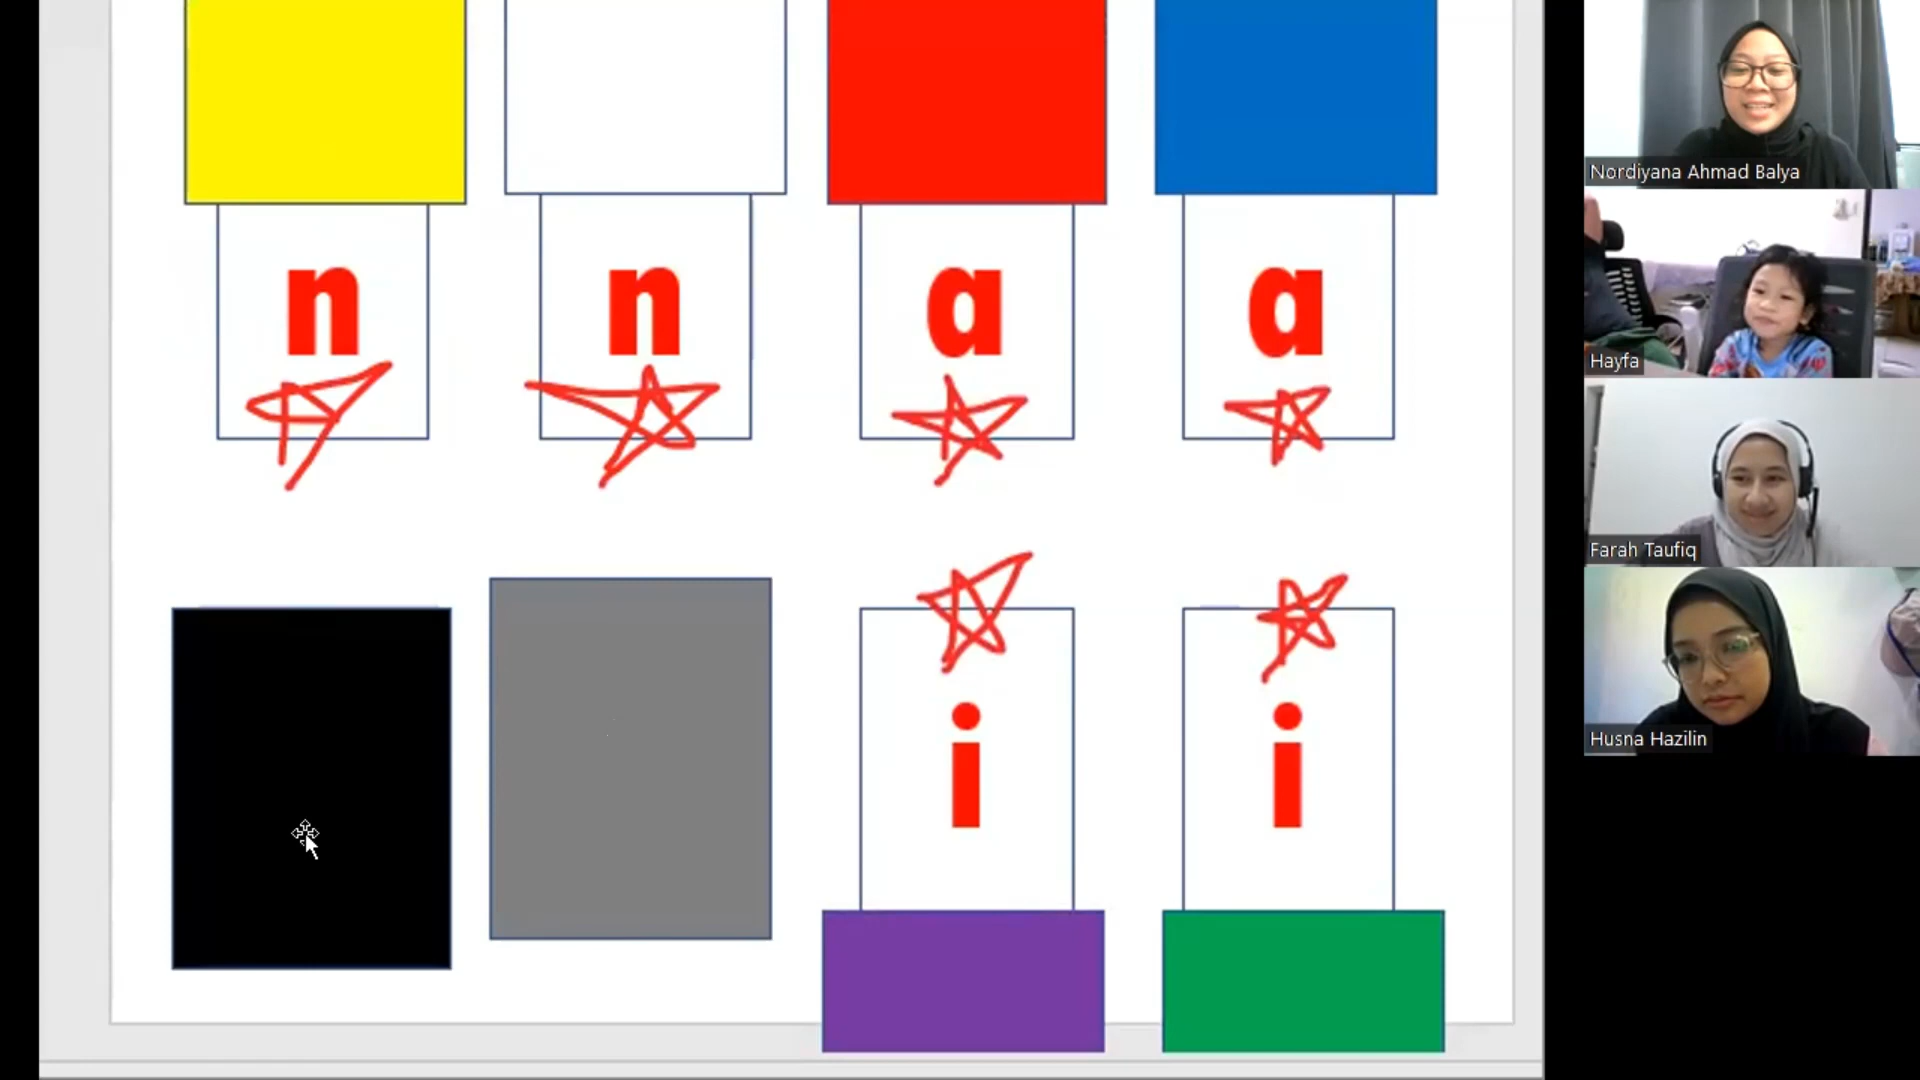 n n a a
i i
Nordiyana Ahmad Balya
Hayfa
Farah Taufiq
Husna Hazilin